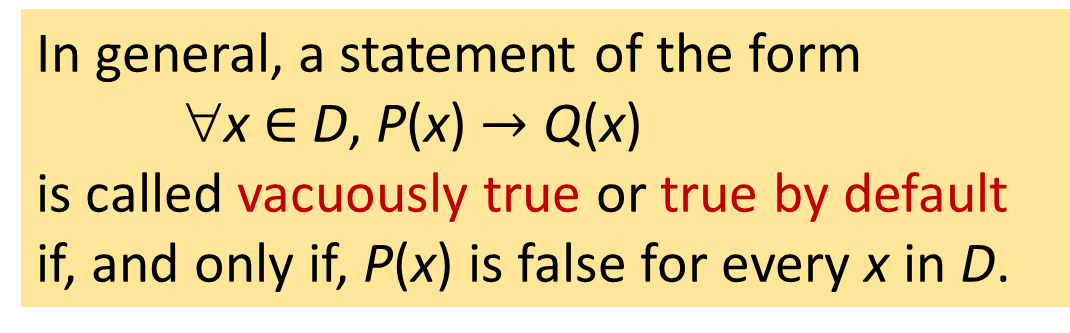 In general, a statement of the form
∀x ∈ D, P(x) → Q(x)
is called vacuously true or true by default
if, and only if, P(x) is false for every x in D.